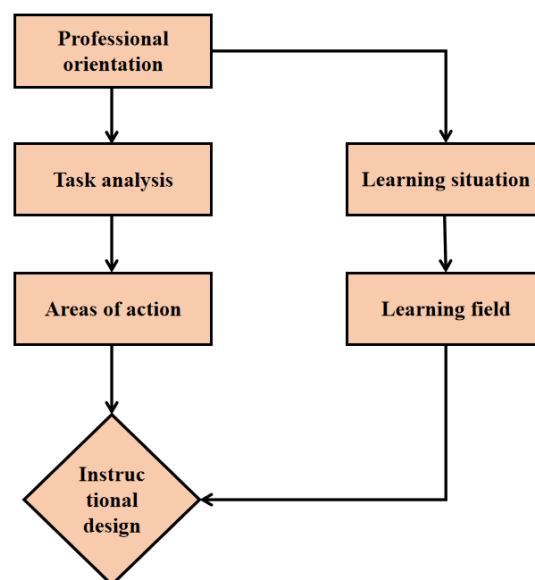 Professional
orientation
Task analysis
Learning situation
Areas of action
Learning field
Instruc
tional
design